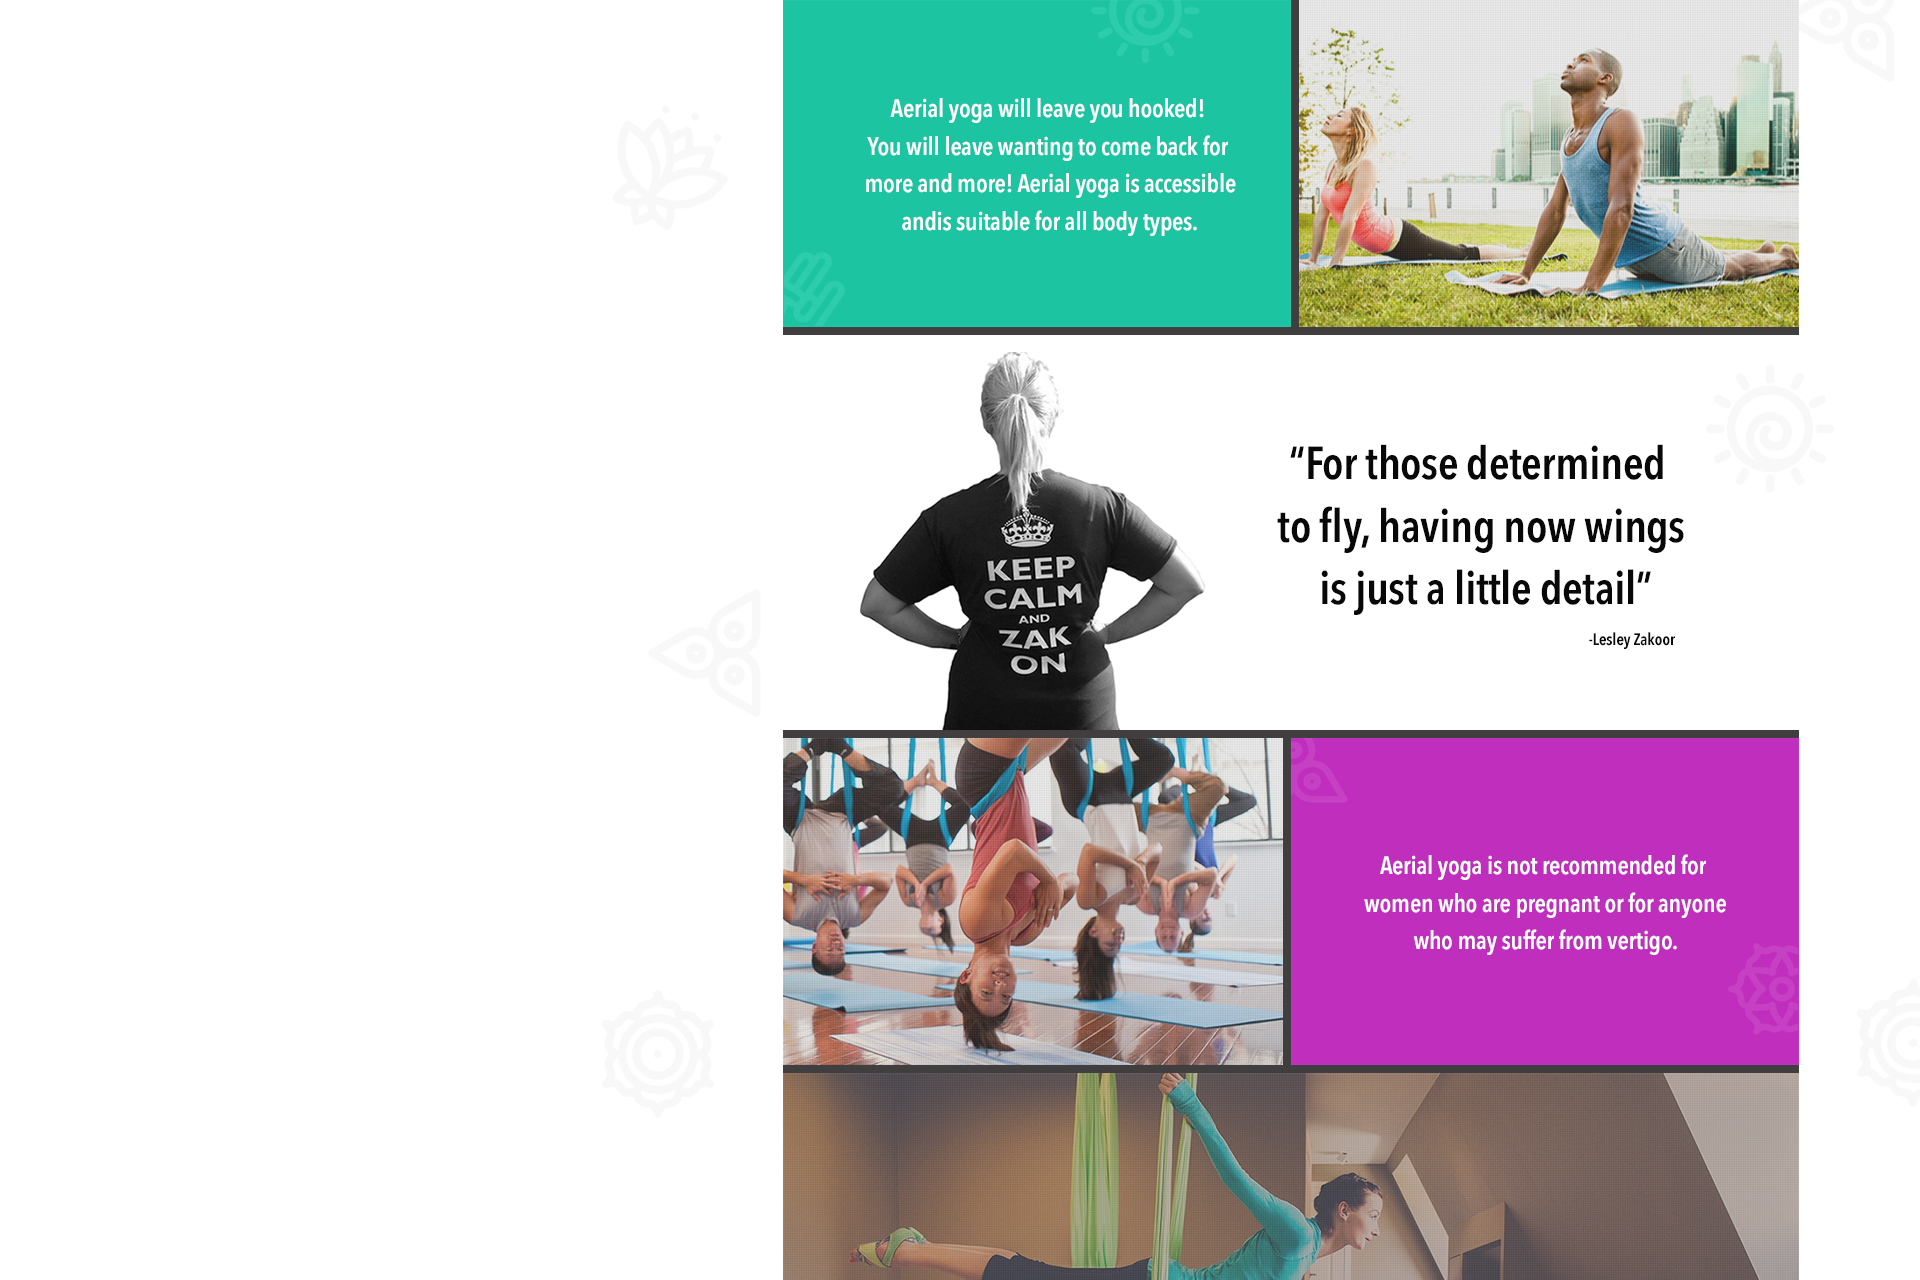 Aerial yoga will leave you hooked!
You will leave wanting to come back for
more and more! Aerial yoga is accessible
andis suitable for all body types.
KEEP
CALM
AND
ZAK
ON
“For those determined
to fly, having now wings
is just a little detail”
-Lesley Zakoor
Aerial yoga is not recommended for
women who are pregnant or for anyone
who may suffer from vertigo.